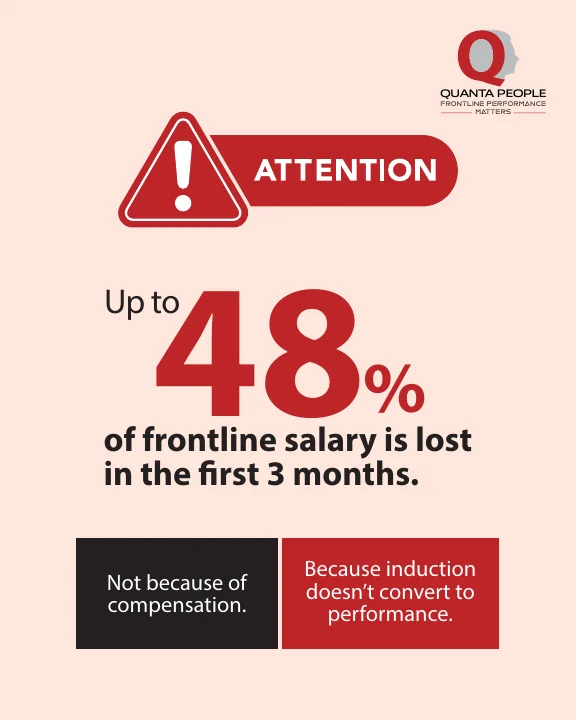 Q
QUANTA PEOPLE
FRONTLINE PERFORMANCE
MATTERS
!
ATTENTION
Up to
48%
of frontline salary is lost
in the first 3 months.
Not because of
compensation.
Because induction
doesn’t convert to
performance.